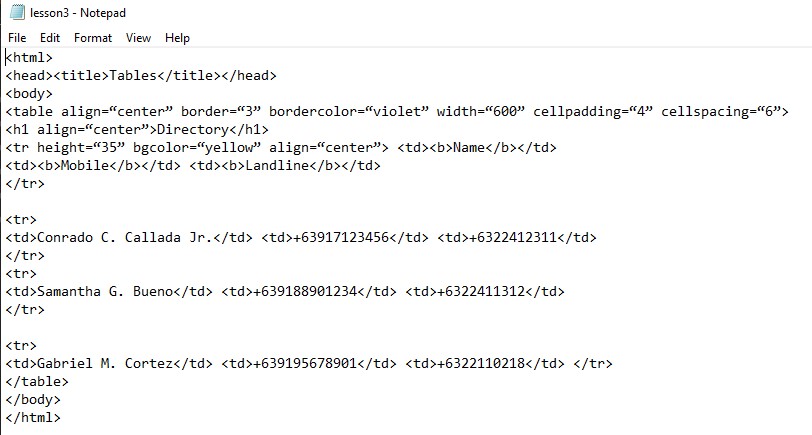 lesson3 - Notepad
File Edit Format View Help
<html>
<head><title>Tables</title></head>
<body>
<table align=“center” border=“3” bordercolor=“violet” width=“600” cellpadding=“4” cellspacing=“6”>
<h1 align=“center”>Directory</h1>
<tr height=“35” bgcolor=“yellow” align=“center”> <td><b>Name</b></td>
<td><b>Mobile</b></td> <td><b>Landline</b></td>
</tr>

<tr>
<td>Conrado C. Callada Jr.</td> <td>+63917123456</td> <td>+6322412311</td>
</tr>
<tr>
<td>Samantha G. Bueno</td> <td>+639188901234</td> <td>+6322411312</td>
</tr>

<tr>
<td>Gabriel M. Cortez</td> <td>+639195678901</td> <td>+6322110218</td> </tr>
</table>
</body>
</html>